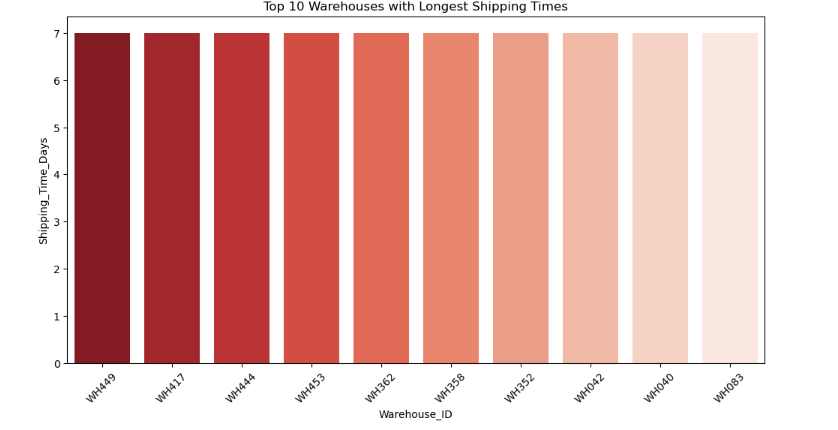 Top 10 Warehouses with Longest Shipping Times
7
6
5
4
3
2
1
0
Shipping_Time_Days
WH449 WH417 WH444 WH453 WH362 WH358 WH352 WH042 WH040 WH083
Warehouse_ID